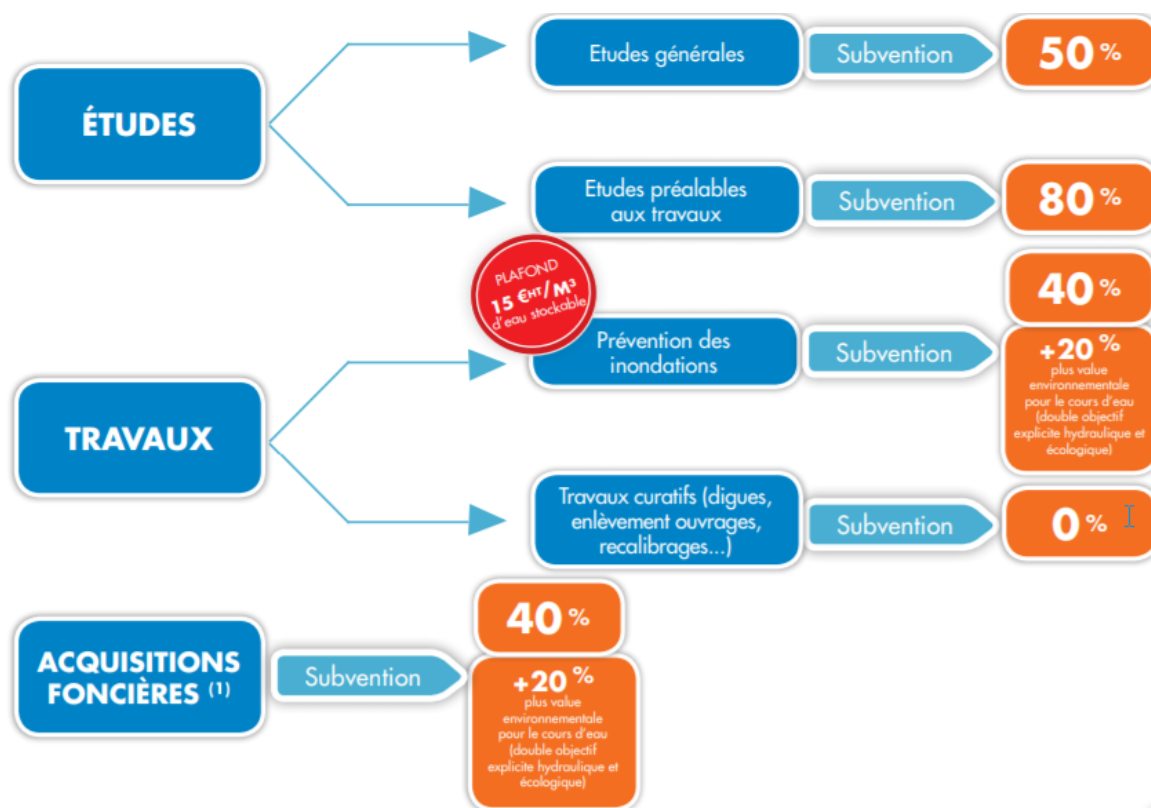 ÉTUDES
Etudes générales
Subvention
50 %
Etudes préalables
aux travaux
Subvention
80 %
PLAFOND
15 €HT/M³
d'eau stockable
TRAVAUX
Prévention des
inondations
Subvention
40 %
+20 %
plus value
environnementale
pour le cours d'eau
(double objectif
explicite hydraulique et
écologique)
Travaux curatifs (digues,
enlèvement ouvrages,
recalibrages...)
Subvention
0 %
ACQUISITIONS
FONCIÈRES (1)
Subvention
40 %
+20 %
plus value
environnementale
pour le cours d'eau
(double objectif
explicite hydraulique et
écologique)